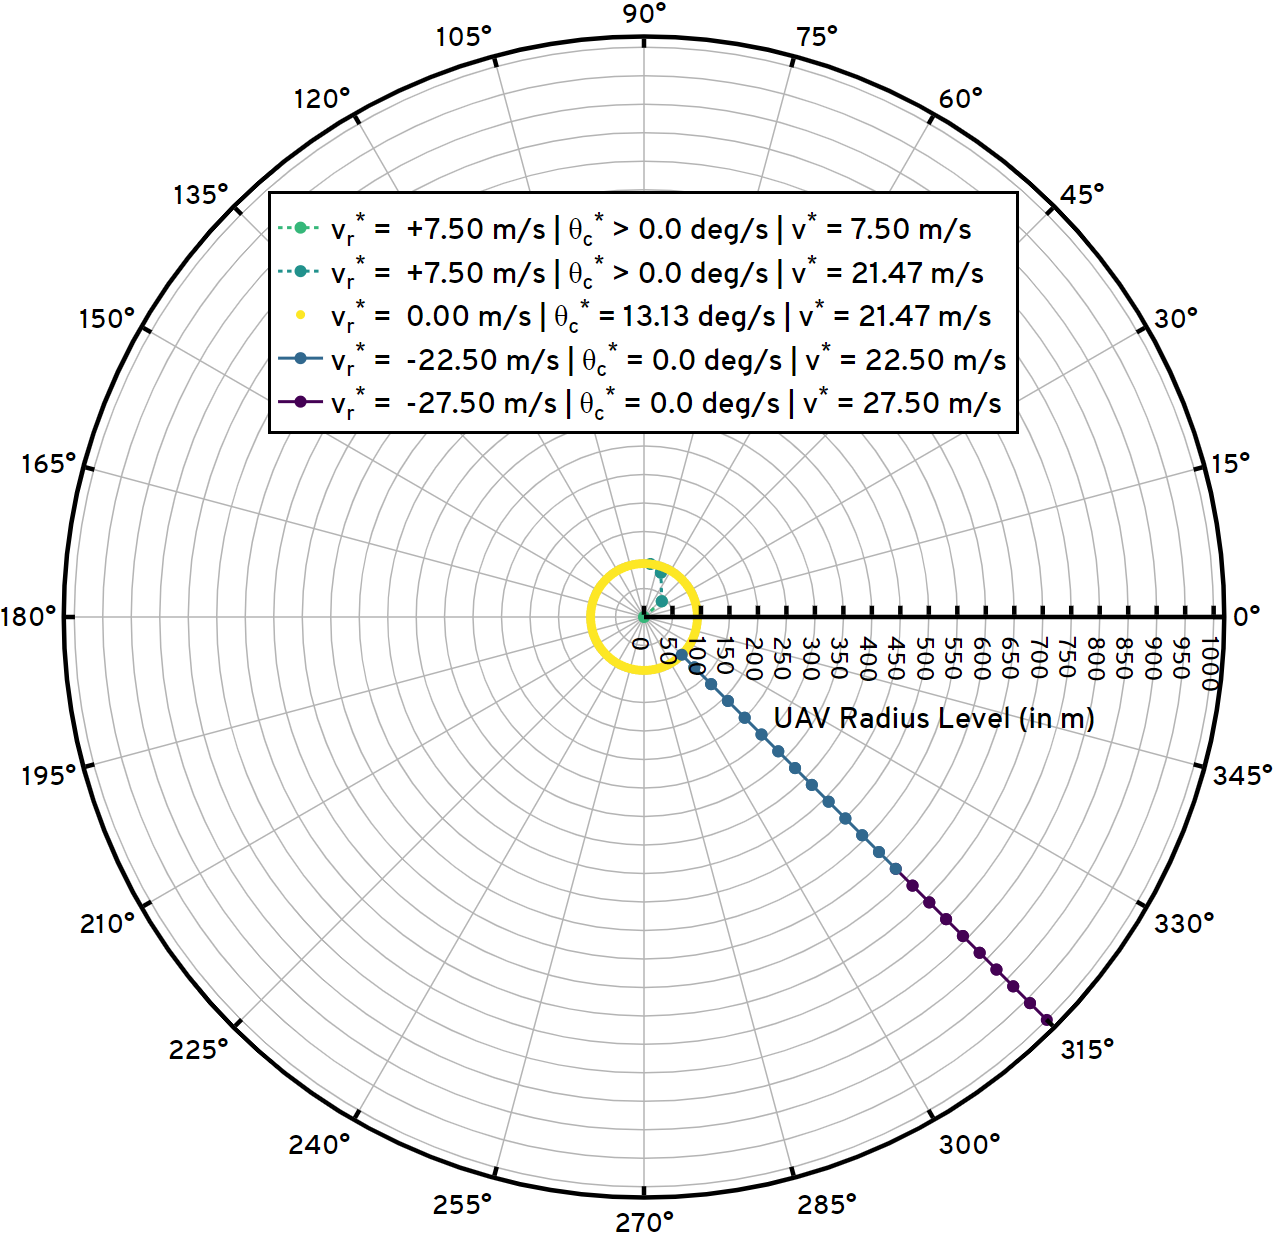 90°
105° 75°
120° 60°
135° 45°
v_r^* = +7.50 m/s | θ_c^* > 0.0 deg/s | v^* = 7.50 m/s
v_r^* = +7.50 m/s | θ_c^* > 0.0 deg/s | v^* = 21.47 m/s
v_r^* = 0.00 m/s | θ_c^* = 13.13 deg/s | v^* = 21.47 m/s
v_r^* = -22.50 m/s | θ_c^* = 0.0 deg/s | v^* = 22.50 m/s
v_r^* = -27.50 m/s | θ_c^* = 0.0 deg/s | v^* = 27.50 m/s
150° 30°
165° 15°
180° 0°
0 50 100 150 200 250 300 350 400 450 500 550 600 650 700 750 800 850 900 950 1000
UAV Radius Level (in m)
195° 345°
210° 330°
225° 315°
240° 300°
255° 285°
270°